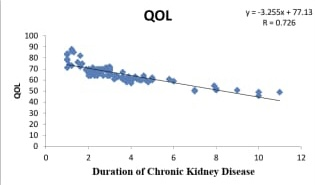 QOL
y = -3.255x + 77.13
R = 0.726
100
90
80
70
60
50
40
30
20
10
0
QOL
0 2 4 6 8 10 12
Duration of Chronic Kidney Disease